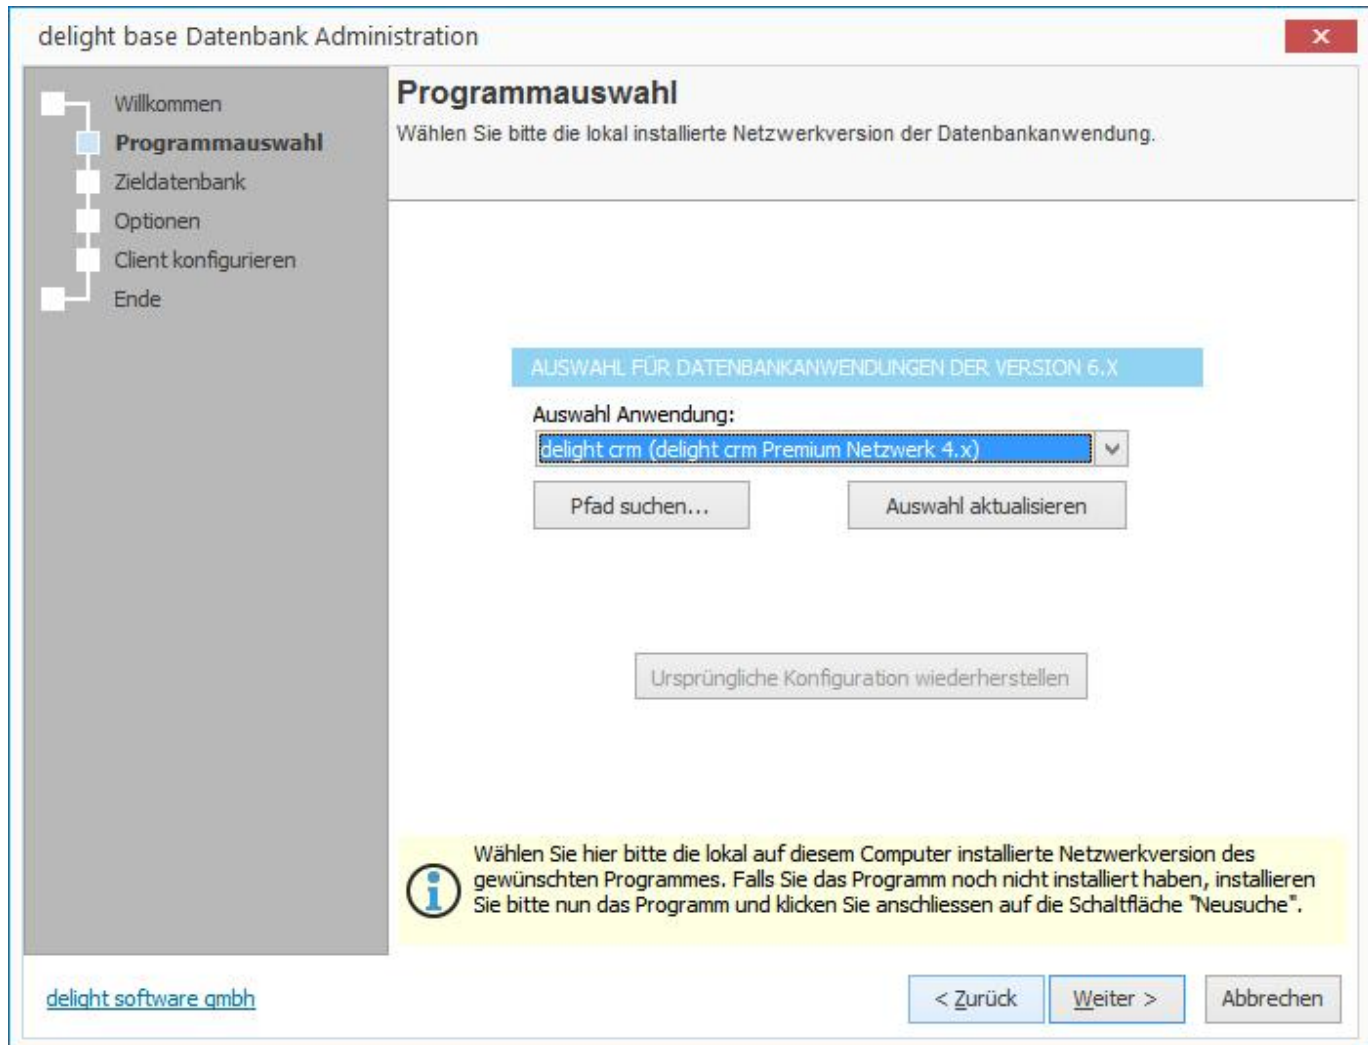 delight base Datenbank Administration
Willkommen
Programmauswahl
Zieldatenbank
Optionen
Client konfigurieren
Ende
Programmauswahl
Wählen Sie bitte die lokal installierte Netzwerkversion der Datenbankanwendung.
AUSWAHL FÜR DATENBANKANWENDUNGEN DER VERSION 6.X
Auswahl Anwendung:
delight crm (delight crm Premium Netzwerk 4.x)
Pfad suchen...
Auswahl aktualisieren
Ursprüngliche Konfiguration wiederherstellen
Wählen Sie hier bitte die lokal auf diesem Computer installierte Netzwerkversion des
gewünschten Programmes. Falls Sie das Programm noch nicht installiert haben, installieren
Sie bitte nun das Programm und klicken Sie anschliessen auf die Schaltfläche "Neusuche".
delight software gmbh
< Zurück
Weiter >
Abbrechen